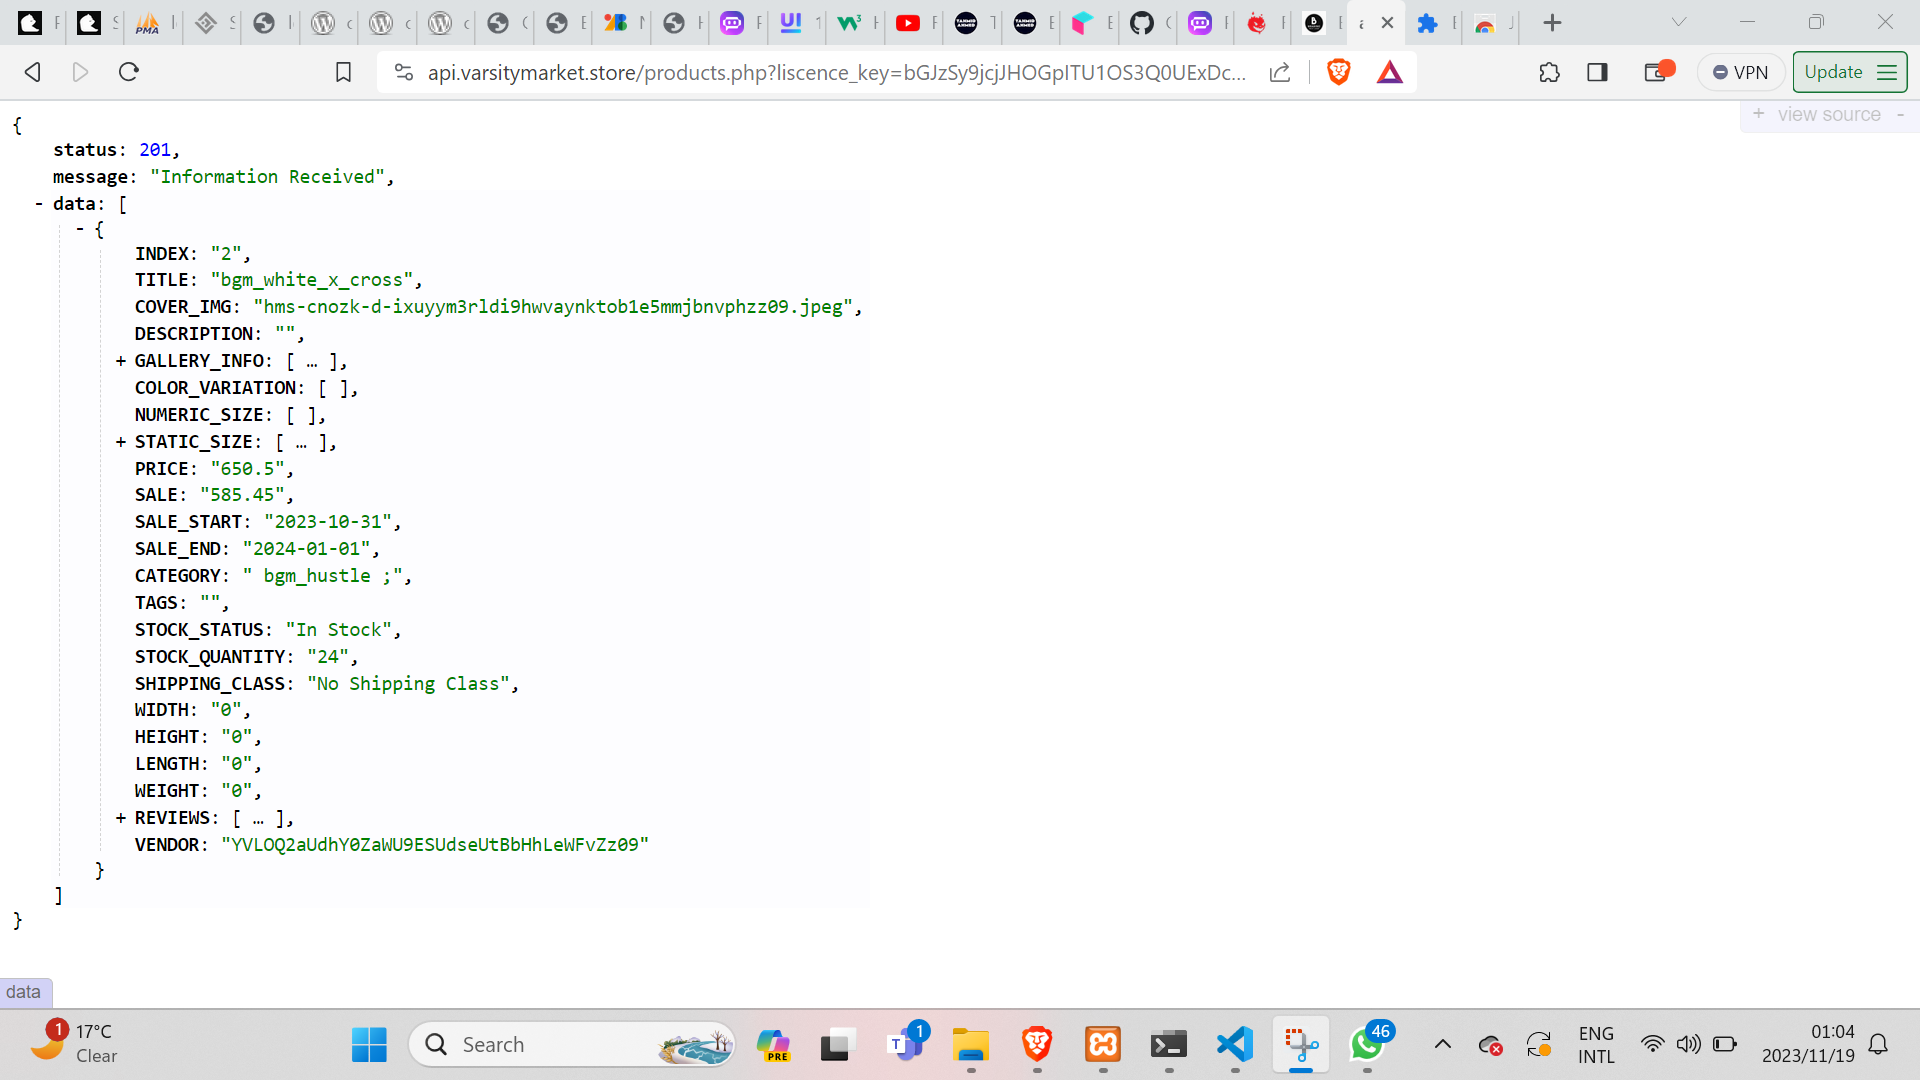 api.varsitymarket.store/products.php?liscence_key=bGJzSy9jcjJHOGpITU1OS3Q0UExDc...
VPN
Update
+ view source -
{
status: 201,
message: "Information Received",
- data: [
- {
INDEX: "2",
TITLE: "bgm_white_x_cross",
COVER_IMG: "hms-cnozk-d-ixuyym3rldi9hwvaynktob1e5mmjbnvphzz09.jpeg",
DESCRIPTION: "",
+ GALLERY_INFO: [ … ],
COLOR_VARIATION: [ ],
NUMERIC_SIZE: [ ],
+ STATIC_SIZE: [ … ],
PRICE: "650.5",
SALE: "585.45",
SALE_START: "2023-10-31",
SALE_END: "2024-01-01",
CATEGORY: " bgm_hustle ;",
TAGS: "",
STOCK_STATUS: "In Stock",
STOCK_QUANTITY: "24",
SHIPPING_CLASS: "No Shipping Class",
WIDTH: "0",
HEIGHT: "0",
LENGTH: "0",
WEIGHT: "0",
+ REVIEWS: [ … ],
VENDOR: "YVLOQ2aUdhY0ZaWU9ESUdseUtBbHhLeWFvZz09"
}
]
}
data
1
17°C
Clear
Search
PRE
1
46
ENG
INTL
01:04
2023/11/19